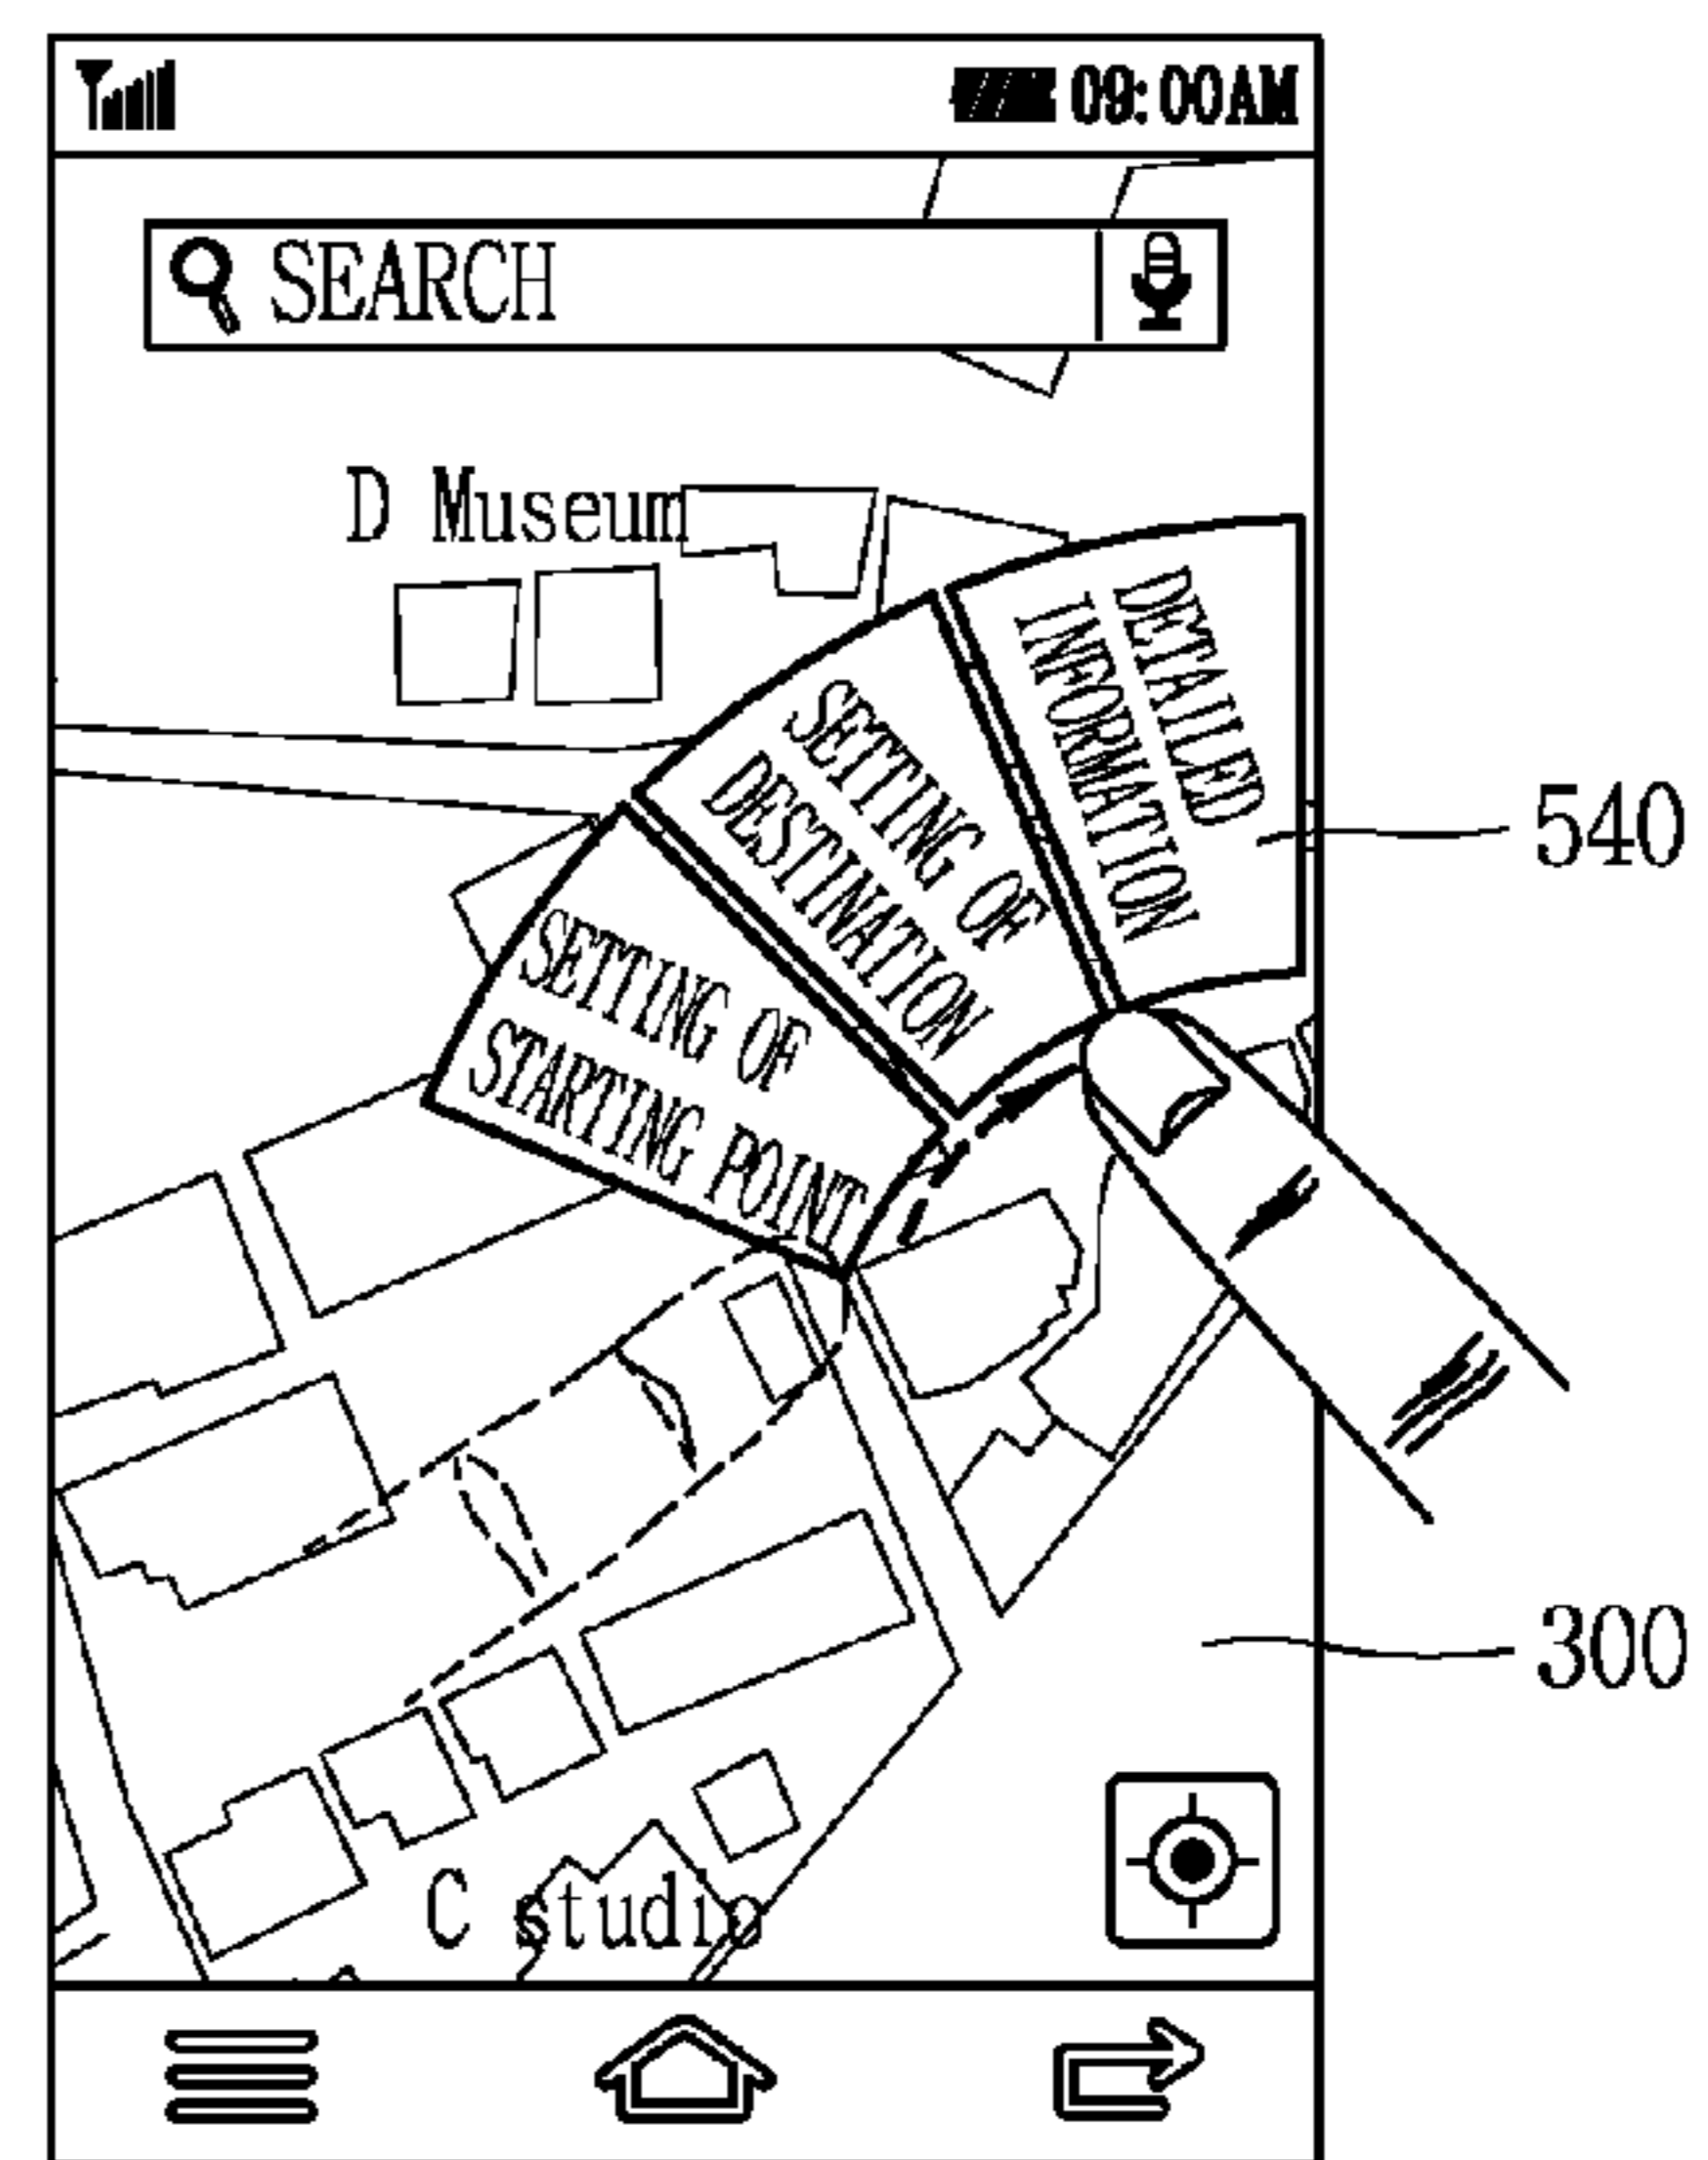 09:00AM
SEARCH
D Museum
DETAILED
INFORMATION
SETTING OF
DESTINATION
540
SETTING OF
STARTING POINT
300
C studio